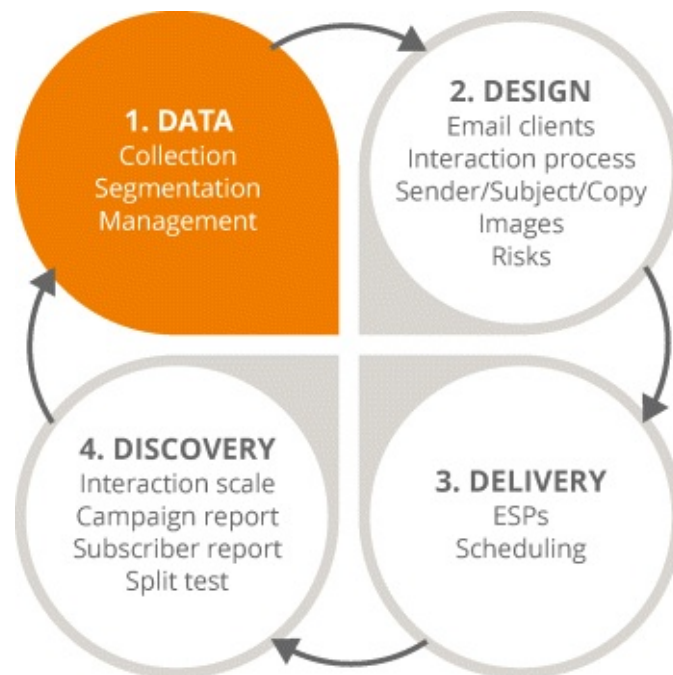 1. DATA
Collection
Segmentation
Management
2. DESIGN
Email clients
Interaction process
Sender/Subject/Copy
Images
Risks
3. DELIVERY
ESPs
Scheduling
4. DISCOVERY
Interaction scale
Campaign report
Subscriber report
Split test